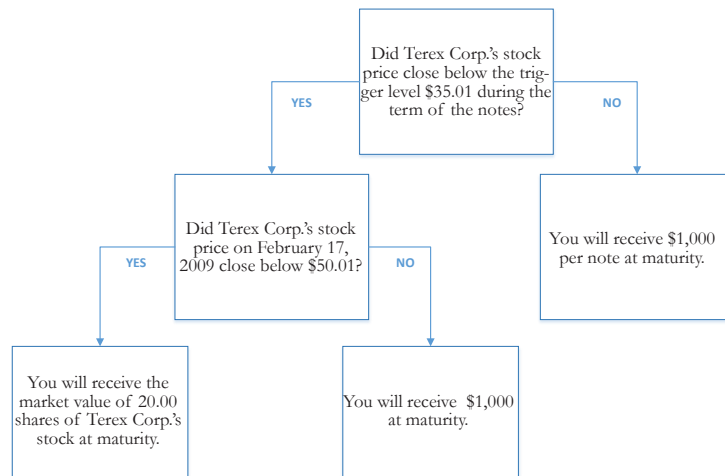 Did Terex Corp.'s stock
price close below the trig-
ger level $35.01 during the
term of the notes?
YES
NO
Did Terex Corp.'s stock
price on February 17,
2009 close below $50.01?
You will receive $1,000
per note at maturity.
YES
NO
You will receive the
market value of 20.00
shares of Terex Corp.'s
stock at maturity.
You will receive $1,000
at maturity.